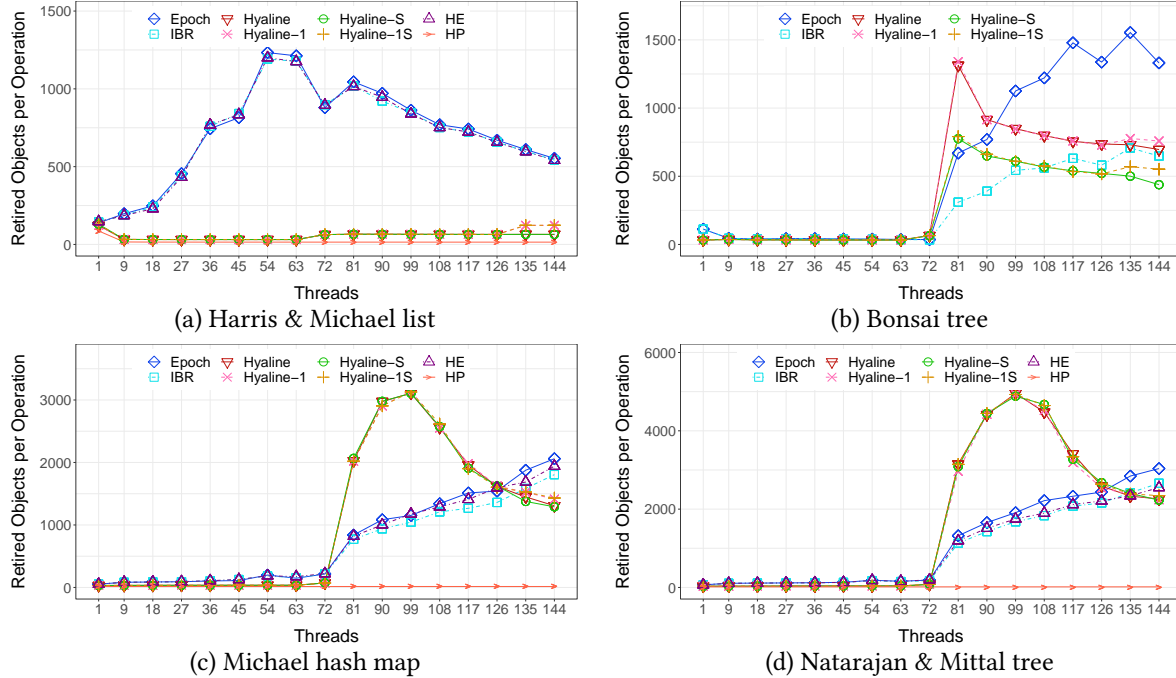 Retired Objects per Operation
1500
1000
500
0
Epoch Hyaline Hyaline-S HE
IBR Hyaline-1 Hyaline-1S HP
1 9 18 27 36 45 54 63 72 81 90 99 108 117 126 135 144
Threads
(a) Harris & Michael list
Retired Objects per Operation
1500
1000
500
0
Epoch Hyaline Hyaline-S
IBR Hyaline-1 Hyaline-1S
1 9 18 27 36 45 54 63 72 81 90 99 108 117 126 135 144
Threads
(b) Bonsai tree
Retired Objects per Operation
3000
2000
1000
0
Epoch Hyaline Hyaline-S HE
IBR Hyaline-1 Hyaline-1S HP
1 9 18 27 36 45 54 63 72 81 90 99 108 117 126 135 144
Threads
(c) Michael hash map
Retired Objects per Operation
6000
4000
2000
0
Epoch Hyaline Hyaline-S HE
IBR Hyaline-1 Hyaline-1S HP
1 9 18 27 36 45 54 63 72 81 90 99 108 117 126 135 144
Threads
(d) Natarajan & Mittal tree